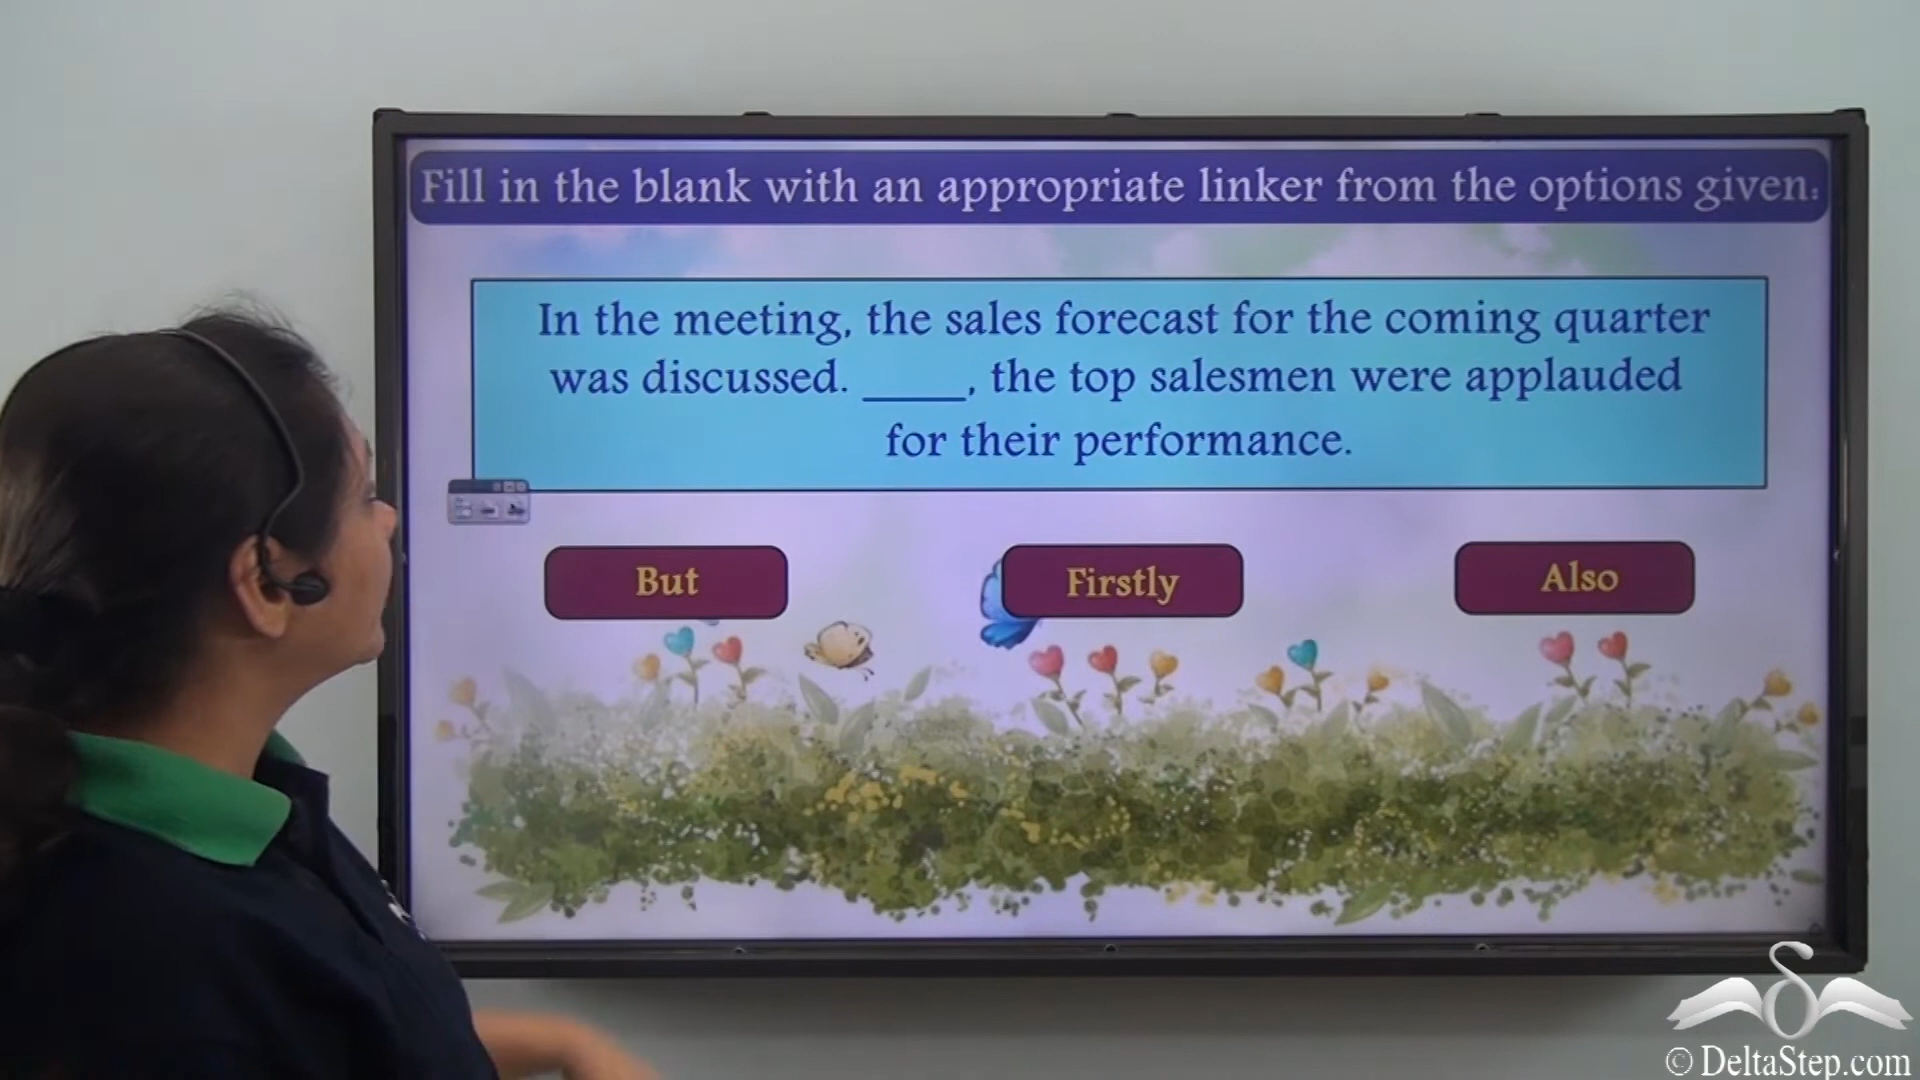 Fill in the blank with an appropriate linker from the options given:
In the meeting, the sales forecast for the coming quarter
was discussed. _____, the top salesmen were applauded
for their performance.
But
Firstly
Also
© DeltaStep.com